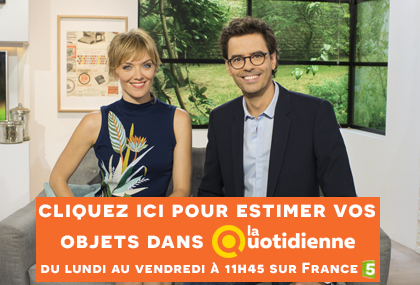 CLIQUEZ ICI POUR ESTIMER VOS
OBJETS DANS la Quotidienne
DU LUNDI AU VENDREDI À 11H45 SUR FRANCE 5